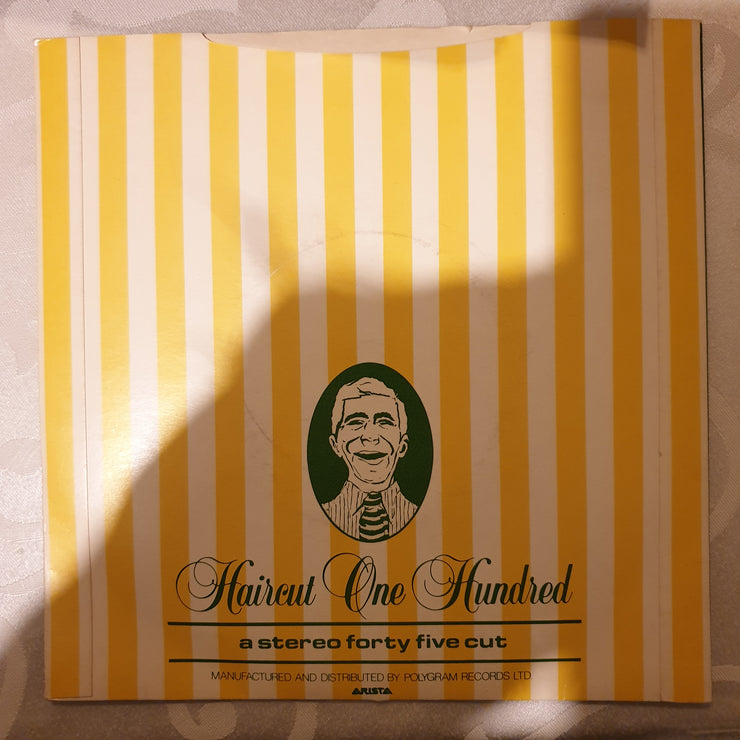 Haircut One Hundred
a stereo forty five cut
MANUFACTURED AND DISTRIBUTED BY POLYGRAM RECORDS LTD.
ARISTA